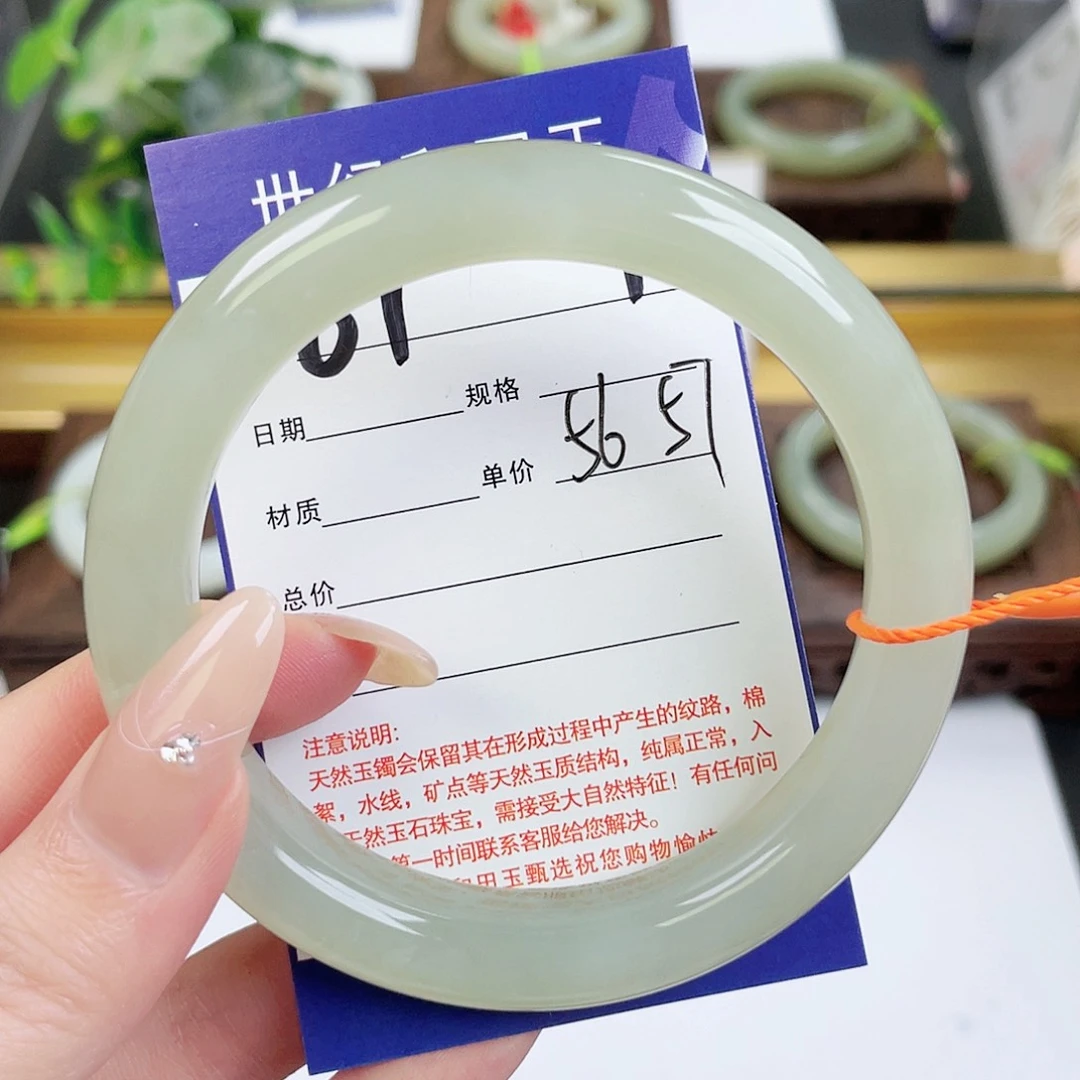 日期 规格 56 57
材质 单价
总价
注意说明:
天然玉镯会保留其在形成过程中产生的纹路，棉
絮，水线，矿点等天然玉质结构，纯属正常，入
天然玉石珠宝，需接受大自然特征！有任何问
第一时间联系客服给您解决。
和田玉甄选祝您购物愉